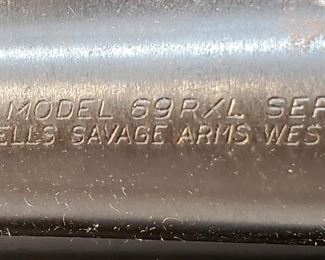 MODEL 69RXL SER
ELLS SAVAGE ARMS WES